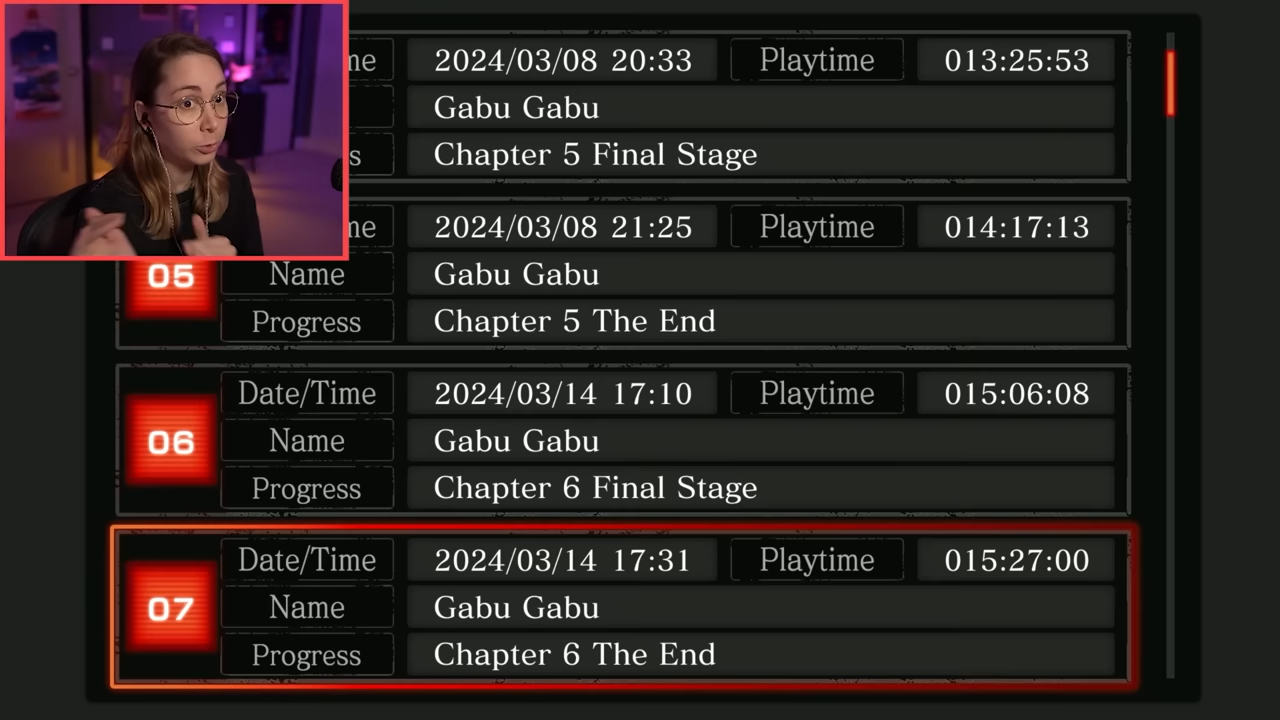 me 2024/03/08 20:33 Playtime 013:25:53
Gabu Gabu
s Chapter 5 Final Stage
me 2024/03/08 21:25 Playtime 014:17:13
05 Name Gabu Gabu
Progress Chapter 5 The End
Date/Time 2024/03/14 17:10 Playtime 015:06:08
06 Name Gabu Gabu
Progress Chapter 6 Final Stage
Date/Time 2024/03/14 17:31 Playtime 015:27:00
07 Name Gabu Gabu
Progress Chapter 6 The End